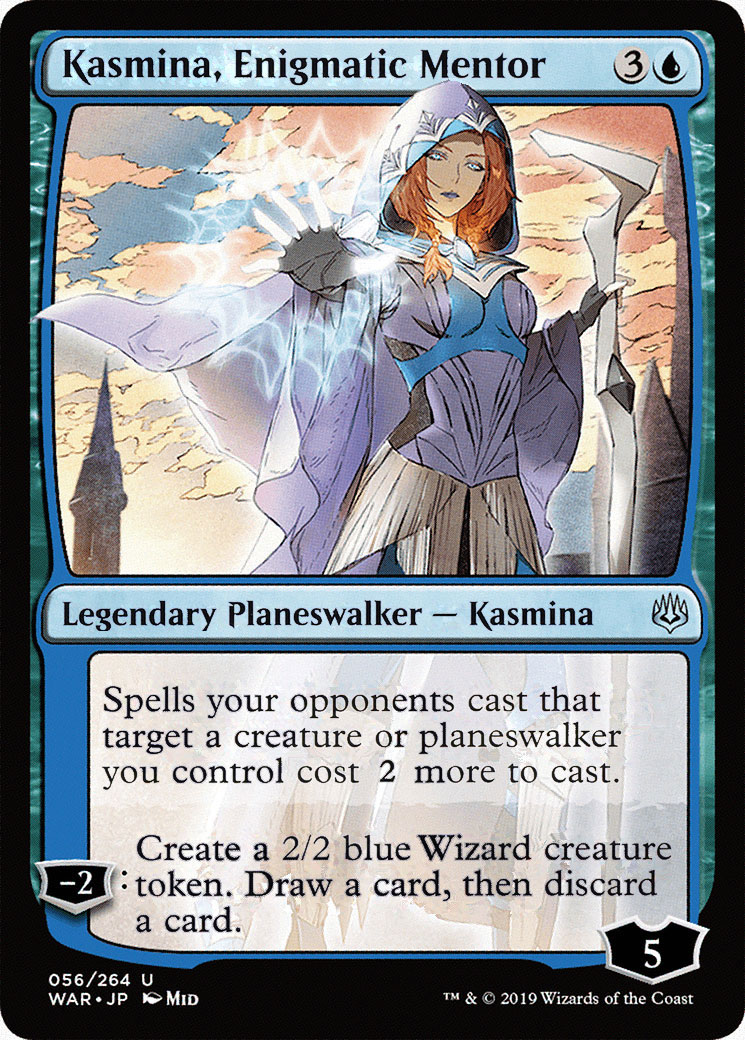 Kasmina, Enigmatic Mentor 3
Legendary Planeswalker — Kasmina
Spells your opponents cast that
target a creature or planeswalker
you control cost 2 more to cast.
−2: Create a 2/2 blue Wizard creature
token. Draw a card, then discard
a card.
5
056/264 U
WAR • JP MID
™ & © 2019 Wizards of the Coast